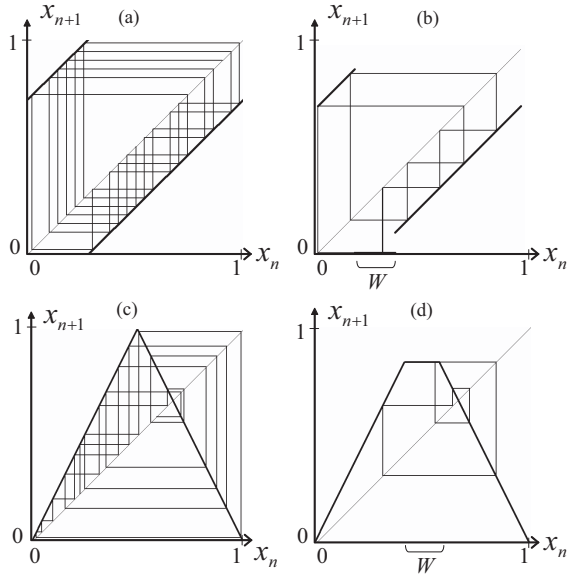 x_{n+1} (a)
1
0
0 1 x_n
x_{n+1} (b)
1
0
0 1 x_n
W
x_{n+1} (c)
1
0
0 1 x_n
x_{n+1} (d)
1
0
0 1 x_n
W